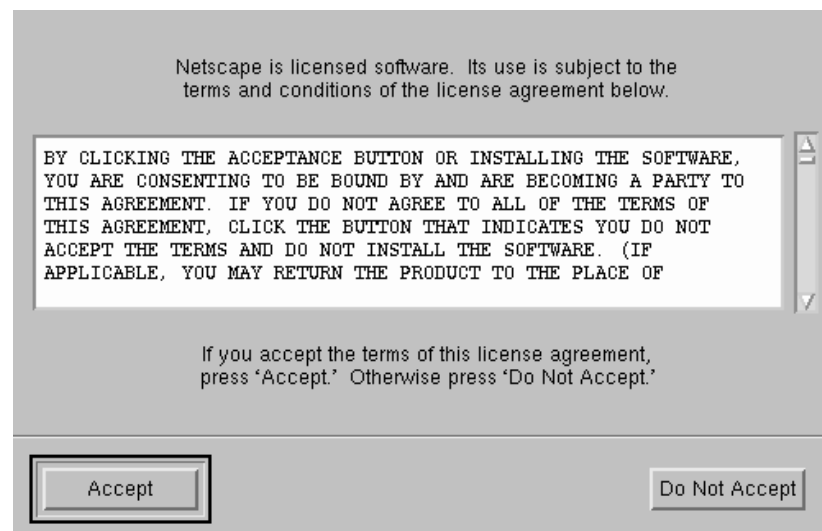 Netscape is licensed software.  Its use is subject to the
terms and conditions of the license agreement below.
BY CLICKING THE ACCEPTANCE BUTTON OR INSTALLING THE SOFTWARE,
YOU ARE CONSENTING TO BE BOUND BY AND ARE BECOMING A PARTY TO
THIS AGREEMENT.  IF YOU DO NOT AGREE TO ALL OF THE TERMS OF
THIS AGREEMENT, CLICK THE BUTTON THAT INDICATES YOU DO NOT
ACCEPT THE TERMS AND DO NOT INSTALL THE SOFTWARE.  (IF
APPLICABLE, YOU MAY RETURN THE PRODUCT TO THE PLACE OF
If you accept the terms of this license agreement,
press ‘Accept.’  Otherwise press ‘Do Not Accept.’
Accept
Do Not Accept